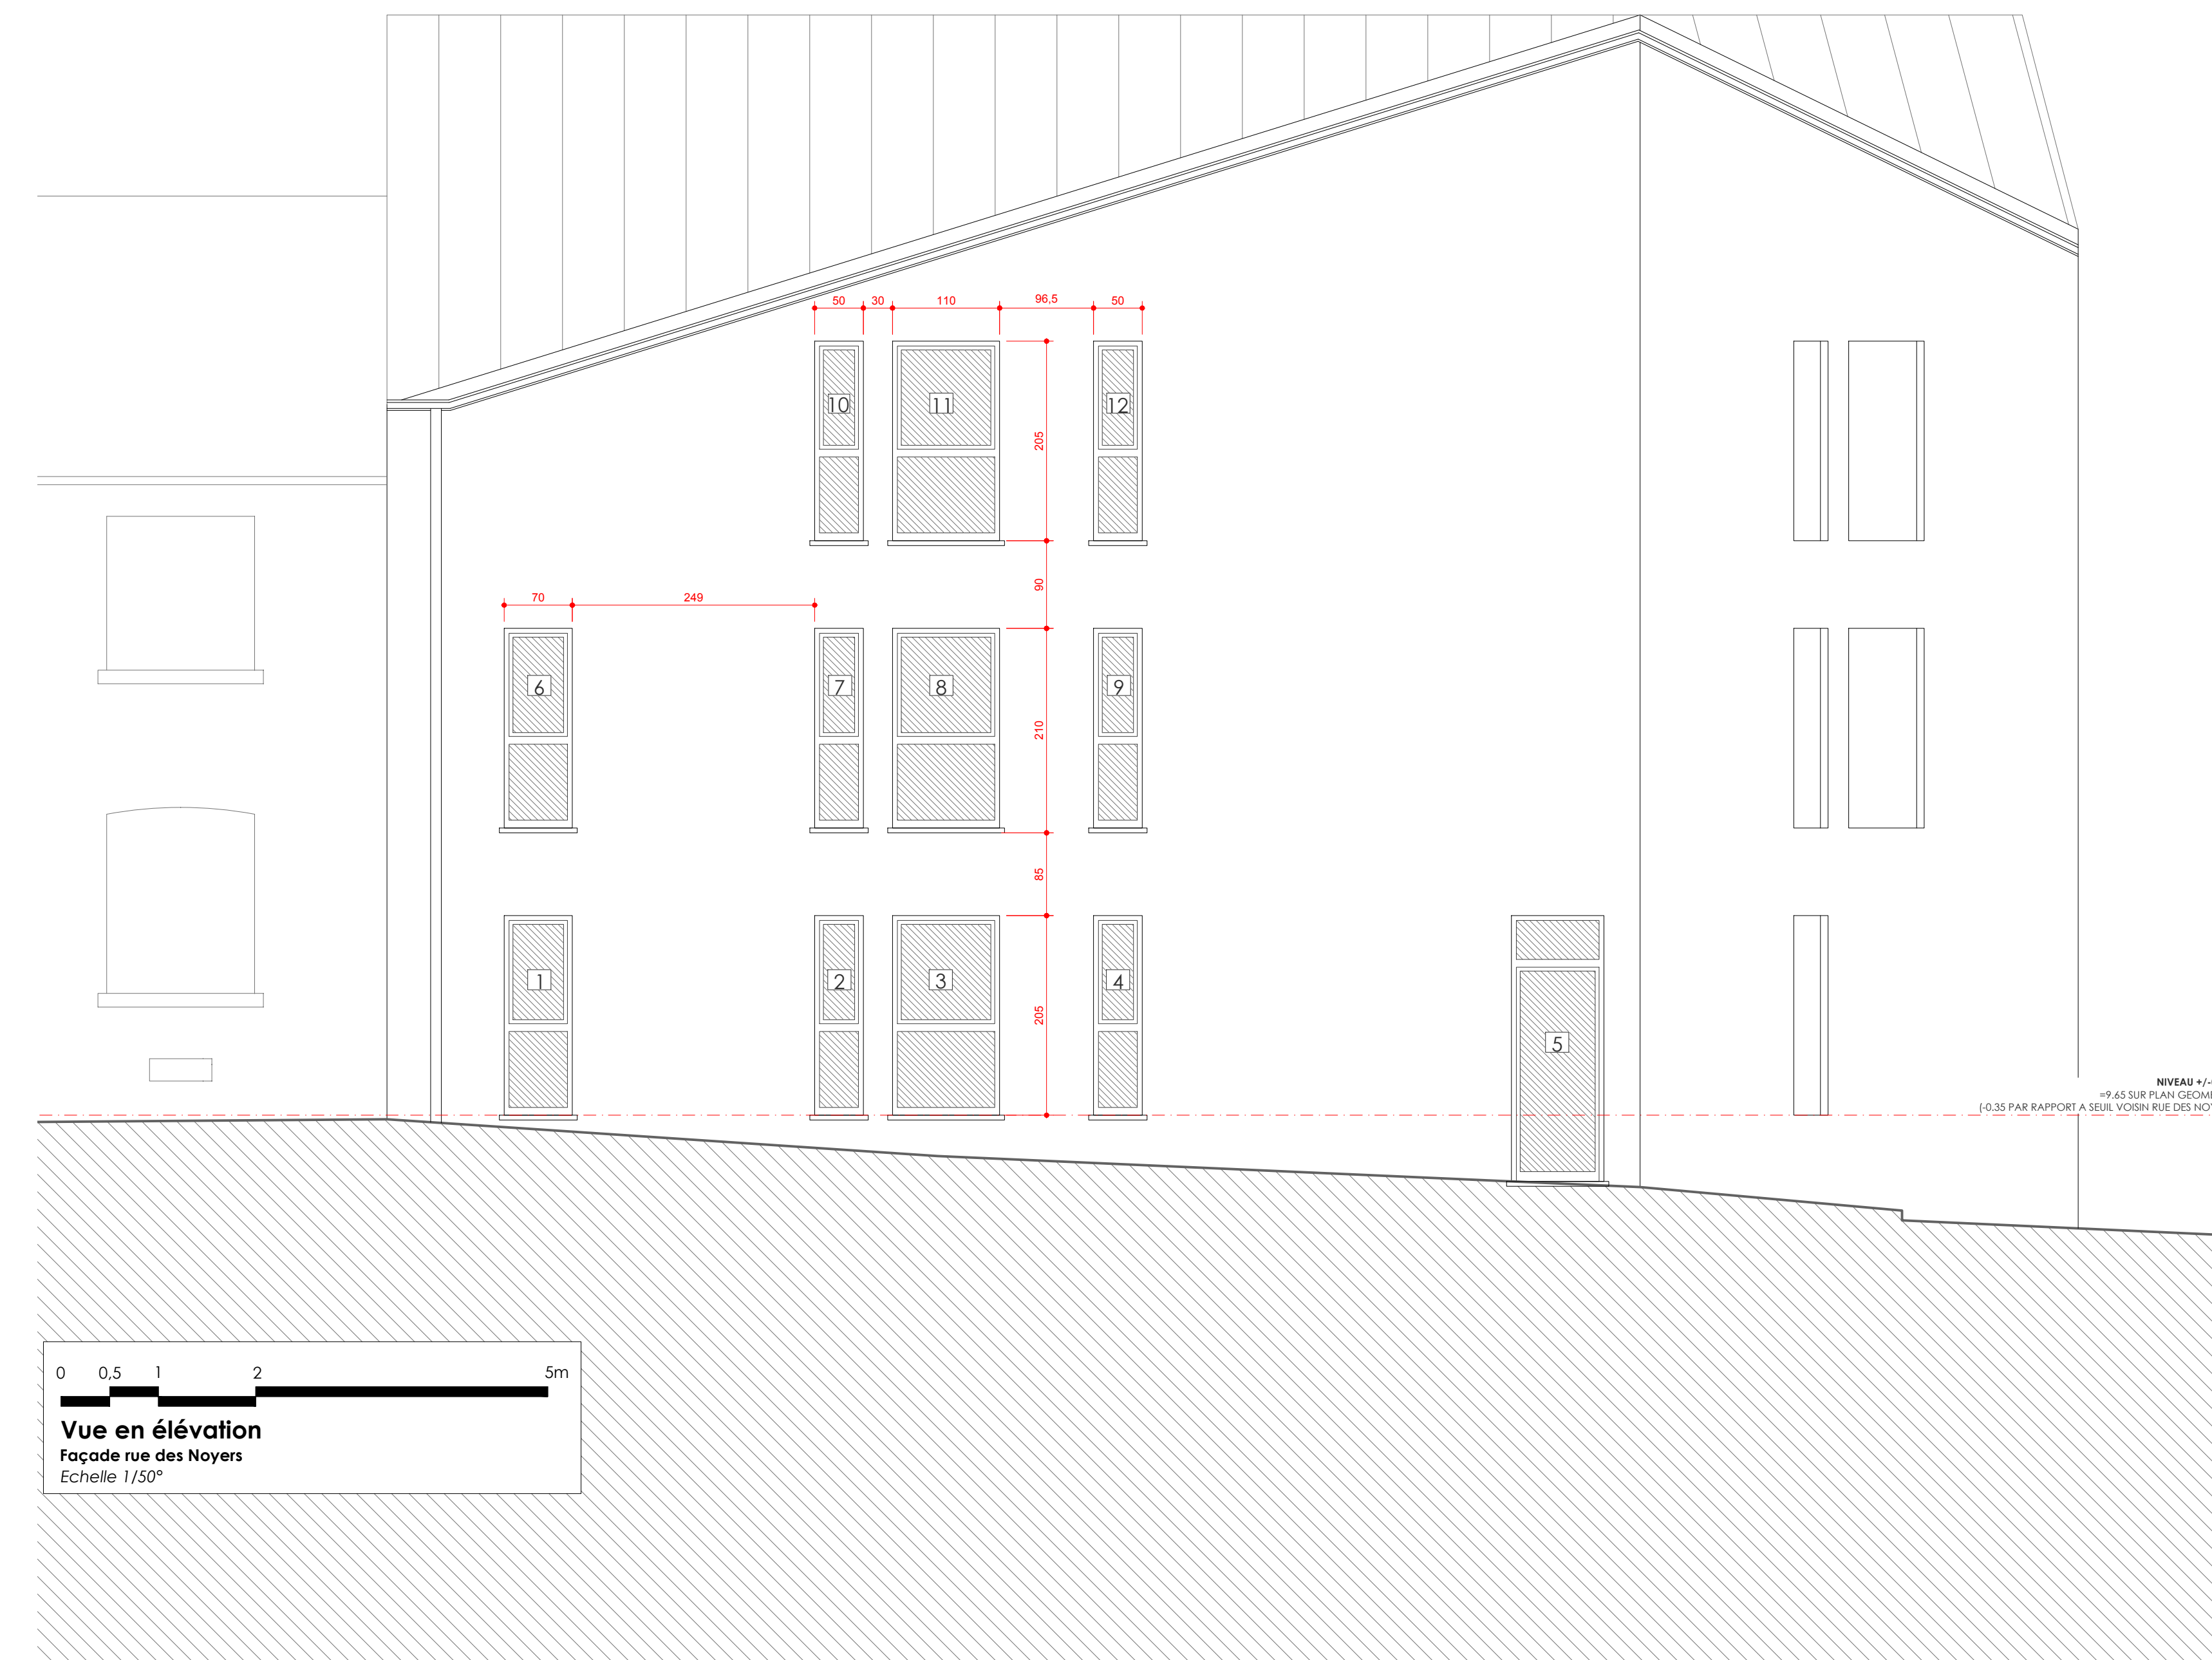 50 30 110 96,5 50
10 11 12
205
90
70 249
6 7 8 9
210
85
1 2 3 4
205
5
NIVEAU +/-
=9.65 SUR PLAN
(-0.35 PAR RAPPORT A SEUIL VOISIN RUE DES
0 0,5 1 2 5m
Vue en élévation
Façade rue des Noyers
Echelle 1/50°